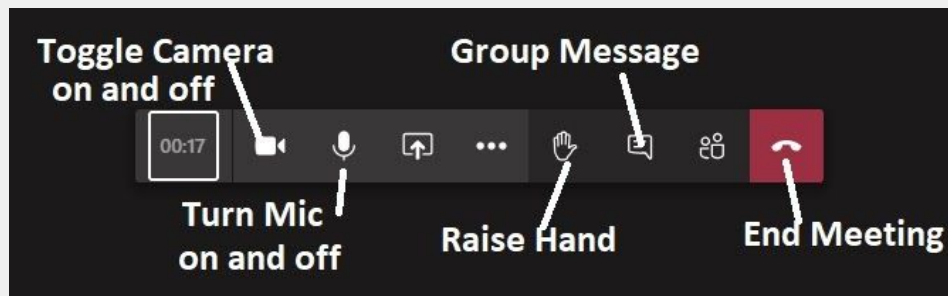 Toggle Camera
on and off
Group Message
00:17
Turn Mic
on and off
Raise Hand
End Meeting